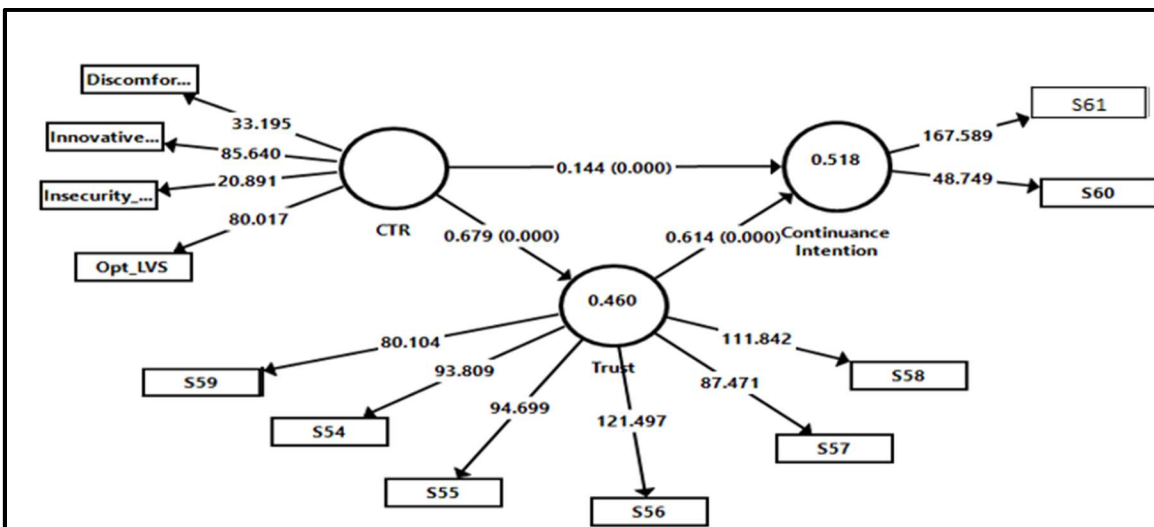 Discomfor...
33.195
Innovative...
85.640
Insecurity_...
20.891
80.017
Opt_LVS
CTR
0.144 (0.000)
0.679 (0.000)
0.614 (0.000)
0.518
Continuance
Intention
167.589
S61
48.749
S60
0.460
Trust
80.104
S59
93.809
S54
94.699
S55
121.497
S56
87.471
S57
111.842
S58